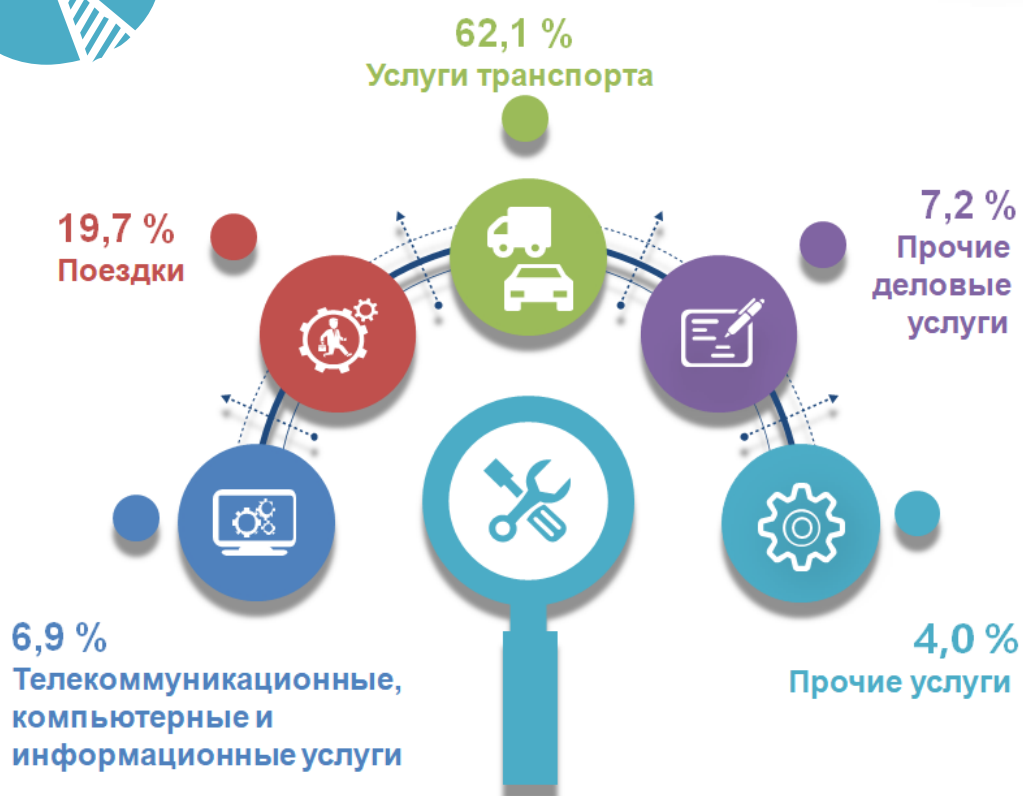 62,1 %
Услуги транспорта
19,7 %
Поездки
7,2 %
Прочие
деловые
услуги
6,9 %
Телекоммуникационные,
компьютерные и
информационные услуги
4,0 %
Прочие услуги